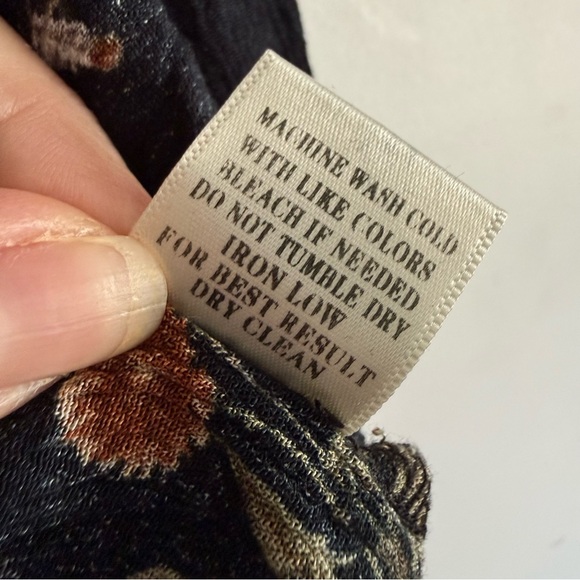 MACHINE WASH COLD
WITH LIKE COLORS
BLEACH IF NEEDED
DO NOT TUMBLE DRY
IRON LOW
FOR BEST RESULT
DRY CLEAN